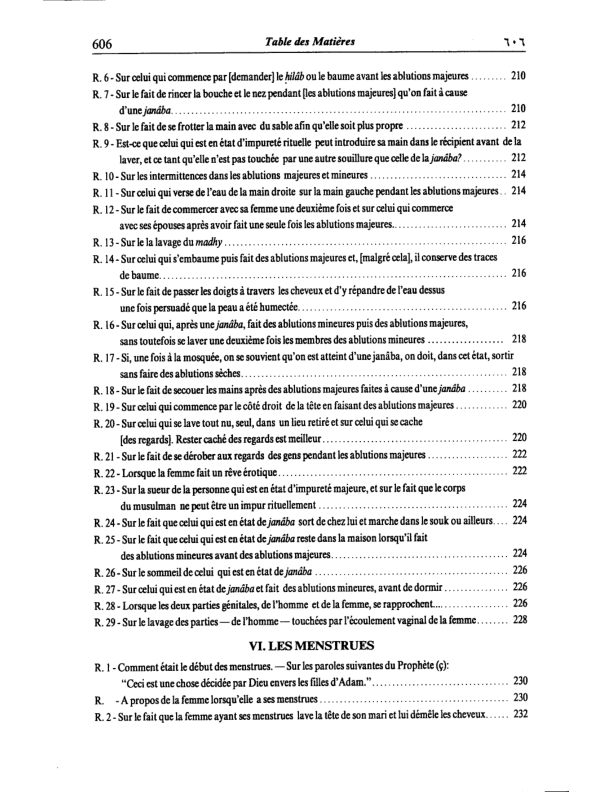 606 Table des Matières ٦٠٦
R. 6 - Sur celui qui commence par [demander] le ḥilâb ou le baume avant les ablutions majeures ......... 210
R. 7 - Sur le fait de rincer la bouche et le nez pendant [les ablutions majeures] qu'on fait à cause
d'une janâba. ........ 210
R. 8 - Sur le fait de se frotter la main avec du sable afin qu'elle soit plus propre ........ 212
R. 9 - Est-ce que celui qui est en état d'impureté rituelle peut introduire sa main dans le récipient avant de la
laver, et ce tant qu'elle n'est pas touchée par une autre souillure que celle de la janâba? ........ 212
R. 10 - Sur les intermittences dans les ablutions majeures et mineures ........ 214
R. 11 - Sur celui qui verse de l'eau de la main droite sur la main gauche pendant les ablutions majeures .. 214
R. 12 - Sur le fait de commercer avec sa femme une deuxième fois et sur celui qui commerce
avec ses épouses après avoir fait une seule fois les ablutions majeures. ........ 214
R. 13 - Sur le la lavage du madhy ........ 216
R. 14 - Sur celui qui s'embaume puis fait des ablutions majeures et, [malgré cela], il conserve des traces
de baume. ........ 216
R. 15 - Sur le fait de passer les doigts à travers les cheveux et d'y répandre de l'eau dessus
une fois persuadé que la peau a été humectée. ........ 216
R. 16 - Sur celui qui, après une janâba, fait des ablutions mineures puis des ablutions majeures,
sans toutefois se laver une deuxième fois les membres des ablutions mineures ........ 218
R. 17 - Si, une fois à la mosquée, on se souvient qu'on est atteint d'une janâba, on doit, dans cet état, sortir
sans faire des ablutions sèches. ........ 218
R. 18 - Sur le fait de secouer les mains après des ablutions majeures faites à cause d'une janâba ........ 218
R. 19 - Sur celui qui commence par le côté droit de la tête en faisant des ablutions majeures ........ 220
R. 20 - Sur celui qui se lave tout nu, seul, dans un lieu retiré et sur celui qui se cache
[des regards]. Rester caché des regards est meilleur ........ 220
R. 21 - Sur le fait de se dérober aux regards des gens pendant les ablutions majeures ........ 222
R. 22 - Lorsque la femme fait un rêve érotique ........ 222
R. 23 - Sur la sueur de la personne qui est en état d'impureté majeure, et sur le fait que le corps
du musulman ne peut être un impur rituellement ........ 224
R. 24 - Sur le fait que celui qui est en état de janâba sort de chez lui et marche dans le souk ou ailleurs .... 224
R. 25 - Sur le fait que celui qui est en état de janâba reste dans la maison lorsqu'il fait
des ablutions mineures avant des ablutions majeures. ........ 224
R. 26 - Sur le sommeil de celui qui est en état de janâba ........ 226
R. 27 - Sur celui qui est en état de janâba et fait des ablutions mineures, avant de dormir ........ 226
R. 28 - Lorsque les deux parties génitales, de l'homme et de la femme, se rapprochent.... ........ 226
R. 29 - Sur le lavage des parties — de l'homme — touchées par l'écoulement vaginal de la femme ........ 228
VI. LES MENSTRUES
R. 1 - Comment était le début des menstrues. — Sur les paroles suivantes du Prophète (ç):
"Ceci est une chose décidée par Dieu envers les filles d'Adam." ........ 230
R. - A propos de la femme lorsqu'elle a ses menstrues ........ 230
R. 2 - Sur le fait que la femme ayant ses menstrues lave la tête de son mari et lui démêle les cheveux ...... 232